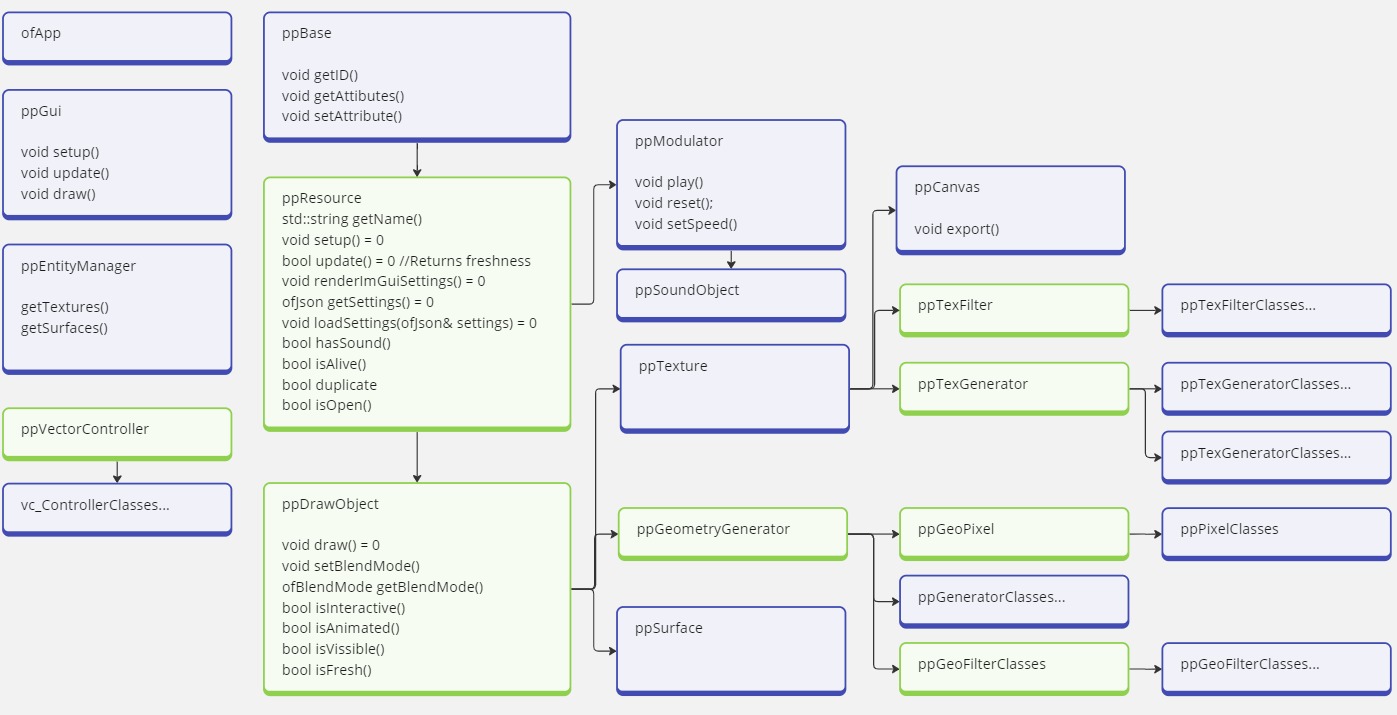 ofApp
ppGui
void setup()
void update()
void draw()
ppEntityManager
getTextures()
getSurfaces()
ppVectorController
vc_ControllerClasses...
ppBase
void getID()
void getAttibutes()
void setAttribute()
ppResource
std::string getName()
void setup() = 0
bool update() = 0 //Returns freshness
void renderImGuiSettings() = 0
ofJson getSettings() = 0
void loadSettings(ofJson& settings) = 0
bool hasSound()
bool isAlive()
bool duplicate
bool isOpen()
ppDrawObject
void draw() = 0
void setBlendMode()
ofBlendMode getBlendMode()
bool isInteractive()
bool isAnimated()
bool isVissible()
bool isFresh()
ppModulator
void play()
void reset();
void setSpeed()
ppSoundObject
ppTexture
ppGeometryGenerator
ppSurface
ppCanvas
void export()
ppTexFilter
ppTexGenerator
ppGeoPixel
ppGeneratorClasses...
ppGeoFilterClasses
ppTexFilterClasses...
ppTexGeneratorClasses...
ppTexGeneratorClasses...
ppPixelClasses
ppGeoFilterClasses...